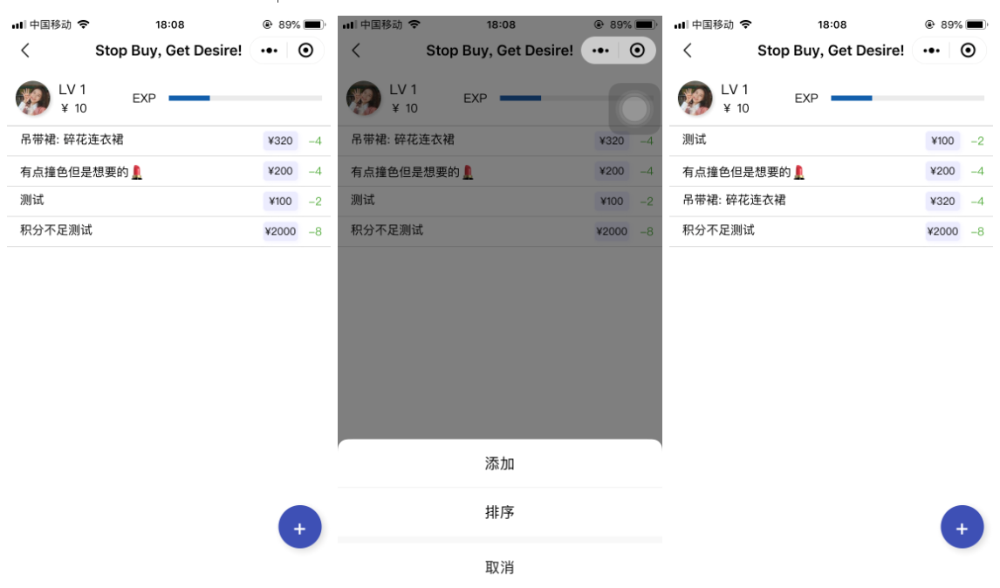 中国移动 18:08 89%
Stop Buy, Get Desire!
LV 1
¥ 10 EXP
吊带裙: 碎花连衣裙 ¥320 –4
有点撞色但是想要的💄 ¥200 –4
测试 ¥100 –2
积分不足测试 ¥2000 –8
+
中国移动 18:08 89%
Stop Buy, Get Desire!
LV 1
¥ 10 EXP
吊带裙: 碎花连衣裙 ¥320 –4
有点撞色但是想要的💄 ¥200 –4
测试 ¥100 –2
积分不足测试 ¥2000 –8
添加
排序
取消
中国移动 18:08 89%
Stop Buy, Get Desire!
LV 1
¥ 10 EXP
测试 ¥100 –2
有点撞色但是想要的💄 ¥200 –4
吊带裙: 碎花连衣裙 ¥320 –4
积分不足测试 ¥2000 –8
+